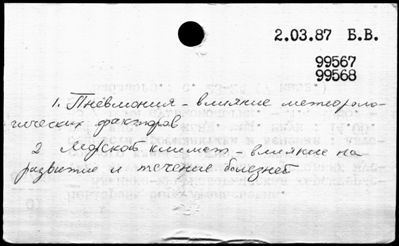 2.03.87 Б.В.
99567
99568
1. Пневмония - влияние метеороло-
гических факторов
2 Морской климат - влияние на
развитие и течение болезней